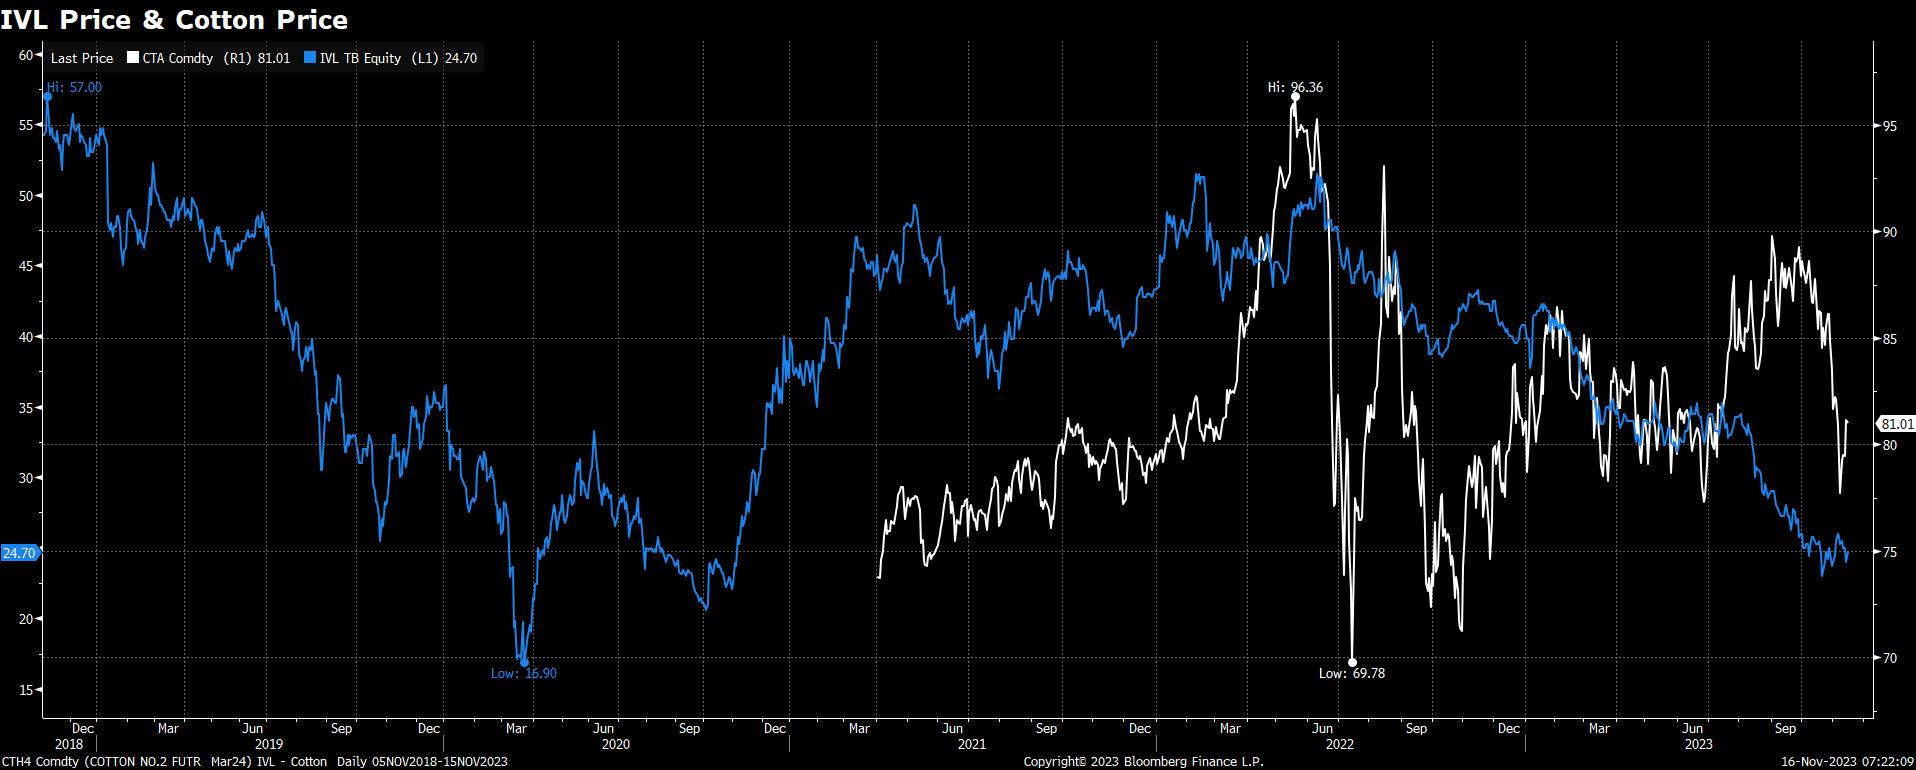 IVL Price & Cotton Price
Last Price CTA Comdty (R1) 81.01 IVL TB Equity (L1) 24.70
Hi: 57.00
Hi: 96.36
Low: 16.90
Low: 69.78
60
55
50
45
40
35
30
24.70
20
15
95
90
85
81.01
80
75
70
Dec Mar Jun Sep Dec Mar Jun Sep Dec Mar Jun Sep Dec Mar Jun Sep Dec Mar Jun Sep
2018 2019 2020 2021 2022 2023
CTH4 Comdty (COTTON NO.2 FUTR Mar24) IVL - Cotton Daily 05NOV2018-15NOV2023 Copyright© 2023 Bloomberg Finance L.P. 16-Nov-2023 07:22:09